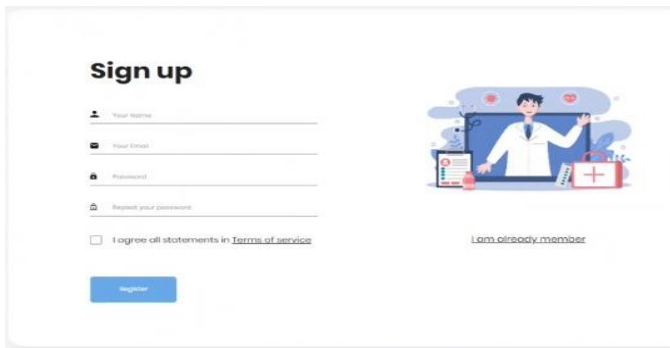 Sign up
Your Name
Your Email
Password
Repeat your password
I agree all statements in Terms of service
I am already member
Register